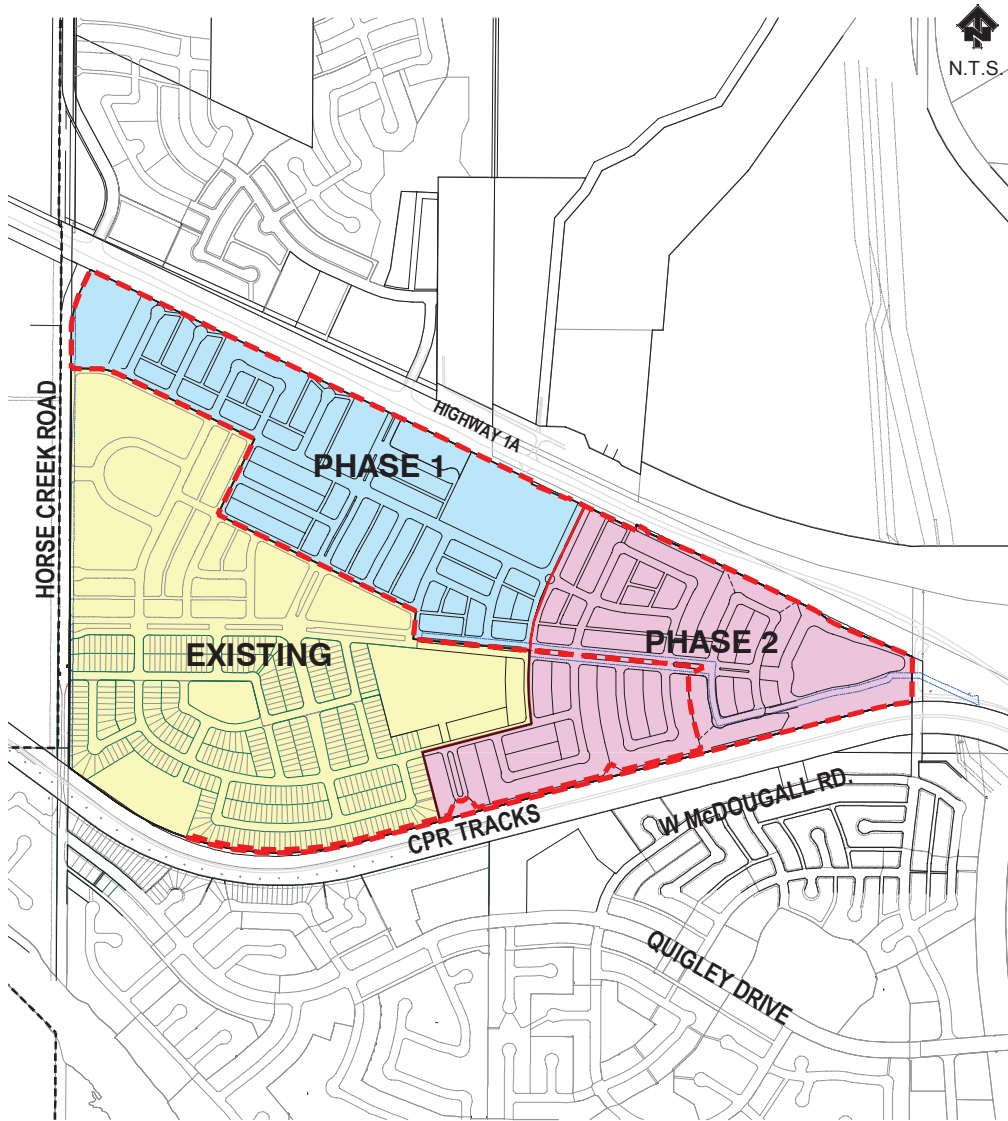 N
N.T.S.
HIGHWAY 1A
HORSE CREEK ROAD
PHASE 1
PHASE 2
EXISTING
W McDOUGALL RD.
CPR TRACKS
QUIGLEY DRIVE